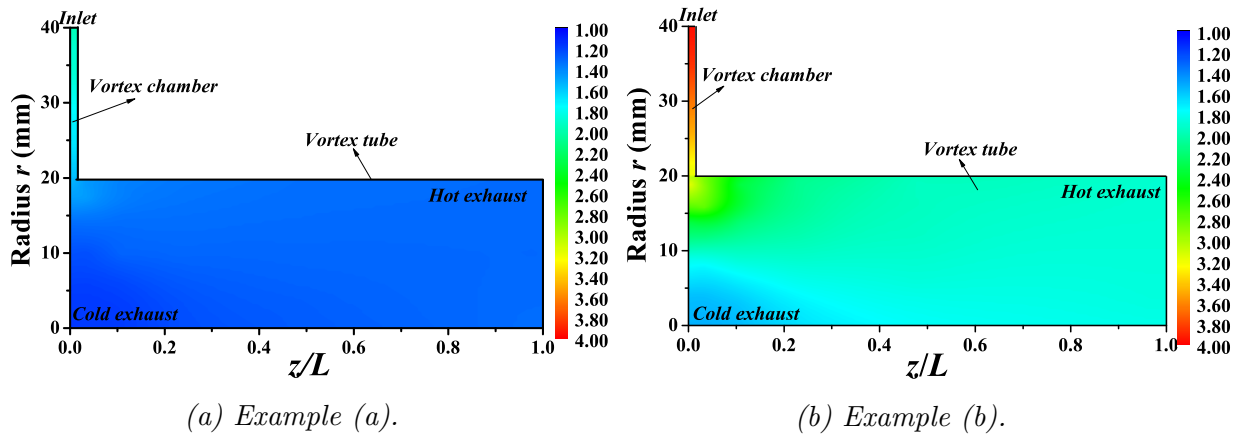 Inlet
40
30
20
10
0
Radius r (mm)
Vortex chamber
Vortex tube
Hot exhaust
Cold exhaust
0.0 0.2 0.4 0.6 0.8 1.0
z/L
1.00
1.20
1.40
1.60
1.80
2.00
2.20
2.40
2.60
2.80
3.00
3.20
3.40
3.60
3.80
4.00
(a) Example (a).
Inlet
40
30
20
10
0
Radius r (mm)
Vortex chamber
Vortex tube
Hot exhaust
Cold exhaust
0.0 0.2 0.4 0.6 0.8 1.0
z/L
1.00
1.20
1.40
1.60
1.80
2.00
2.20
2.40
2.60
2.80
3.00
3.20
3.40
3.60
3.80
4.00
(b) Example (b).